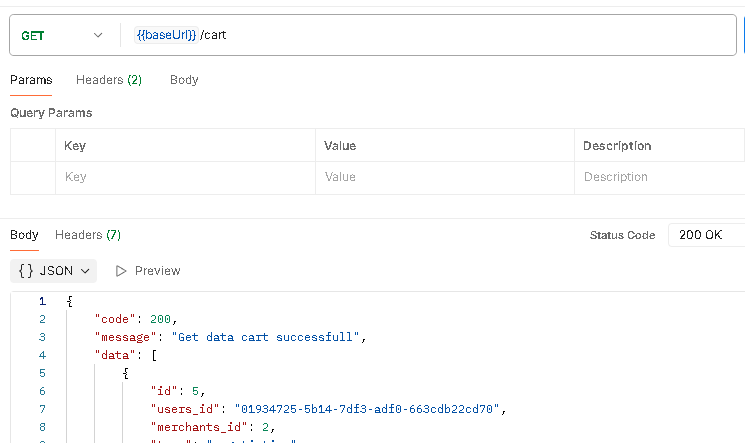 GET {{baseUrl}} /cart
Params Headers (2) Body
Query Params
Key Value Description
Key Value Description
Body Headers (7) Status Code 200 OK
{} JSON Preview
1 {
2 "code": 200,
3 "message": "Get data cart successfull",
4 "data": [
5 {
6 "id": 5,
7 "users_id": "01934725-5b14-7df3-adf0-663cdb22cd70",
8 "merchants_id": 2,